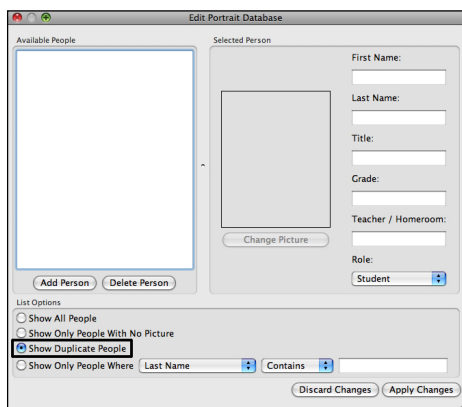 Edit Portrait Database
Available People
Selected Person
First Name:
Last Name:
Title:
Grade:
Teacher / Homeroom:
Change Picture
Role:
Student
Add Person Delete Person
List Options
Show All People
Show Only People With No Picture
Show Duplicate People
Show Only People Where Last Name Contains
Discard Changes Apply Changes